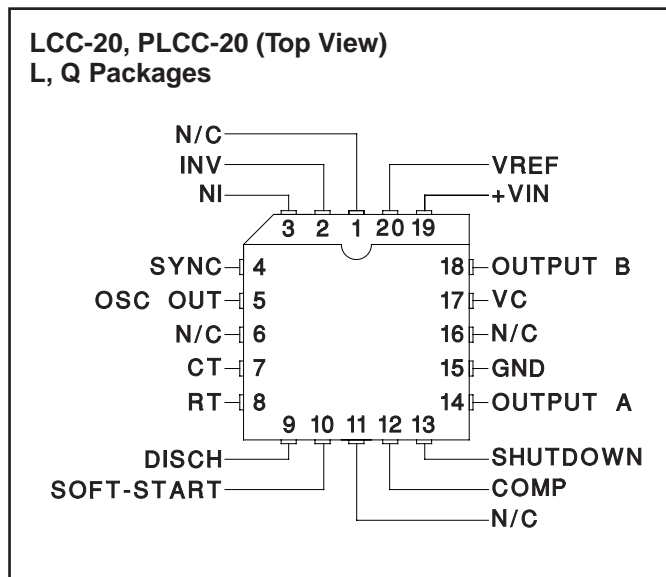 LCC-20, PLCC-20 (Top View)
L, Q Packages
N/C
INV
NI
VREF
+VIN
3 2 1 20 19
SYNC 4
OSC OUT 5
N/C 6
CT 7
RT 8
18 OUTPUT B
17 VC
16 N/C
15 GND
14 OUTPUT A
9 10 11 12 13
DISCH
SOFT-START
SHUTDOWN
COMP
N/C